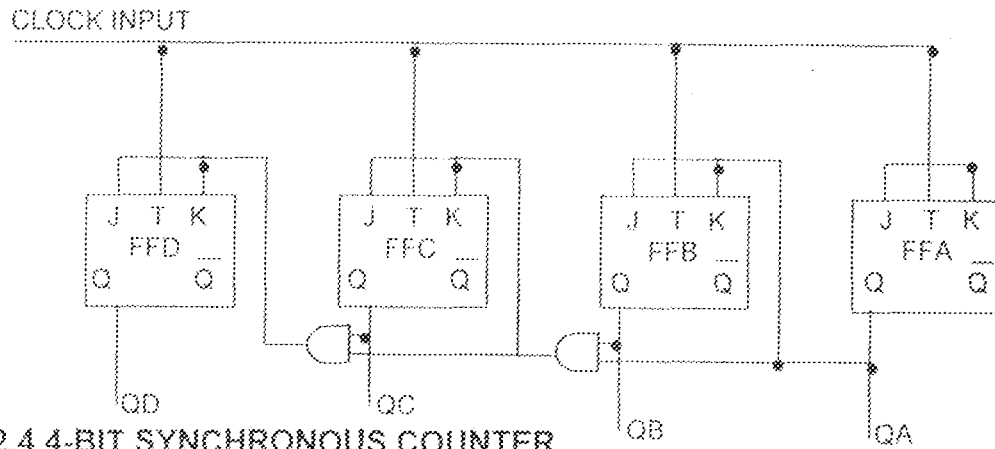 CLOCK INPUT
J T K
FFD
Q Q
J T K
FFC
Q Q
J T K
FFB
Q Q
J T K
FFA
Q Q
QD
QC
QB
QA
2.4 4-BIT SYNCHRONOUS COUNTER